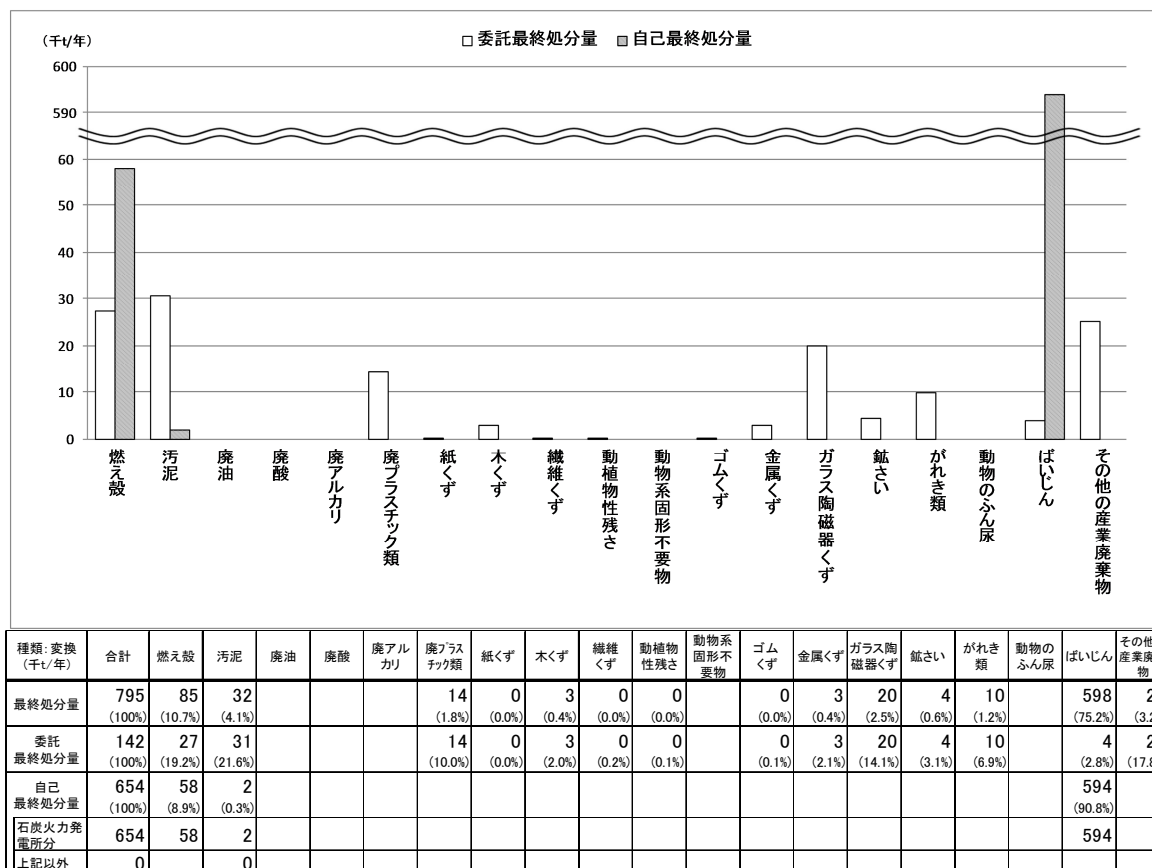 （千t/年）
□委託最終処分量 ■自己最終処分量
600
590
60
50
40
30
20
10
0
燃え殻 汚泥 廃油 廃酸 廃アルカリ 廃プラスチック類 紙くず 木くず 繊維くず 動植物性残さ 動物系固形不要物 ゴムくず 金属くず ガラス陶磁器くず 鉱さい がれき類 動物のふん尿 ばいじん その他の産業廃棄物
種類：変換（千t/年） 合計 燃え殻 汚泥 廃油 廃酸 廃アルカリ 廃プラスチック類 紙くず 木くず 繊維くず 動植物性残さ 動物系固形不要物 ゴムくず 金属くず ガラス陶磁器くず 鉱さい がれき類 動物のふん尿 ばいじん その他 産業廃 物
最終処分量 795 85 32 14 0 3 0 0 0 3 20 4 10 598 2
(100%) (10.7%) (4.1%) (1.8%) (0.0%) (0.4%) (0.0%) (0.0%) (0.0%) (0.4%) (2.5%) (0.6%) (1.2%) (75.2%) (3.2
委託最終処分量 142 27 31 14 0 3 0 0 0 3 20 4 10 4 2
(100%) (19.2%) (21.6%) (10.0%) (0.0%) (2.0%) (0.2%) (0.1%) (0.1%) (2.1%) (14.1%) (3.1%) (6.9%) (2.8%) (17.8
自己最終処分量 654 58 2 594
(100%) (8.9%) (0.3%) (90.8%)
石炭火力発電所分 654 58 2 594
上記以外 0 0